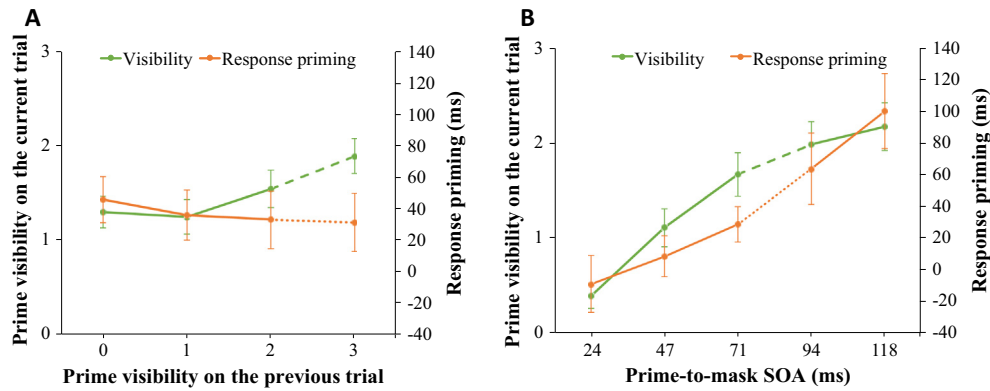 A
Visibility
Response priming
Prime visibility on the current trial
3
2
1
0
140
120
100
80
60
40
20
0
-20
-40
Response priming (ms)
0 1 2 3
Prime visibility on the previous trial
B
Visibility
Response priming
Prime visibility on the current trial
3
2
1
0
140
120
100
80
60
40
20
0
-20
-40
Response priming (ms)
24 47 71 94 118
Prime-to-mask SOA (ms)